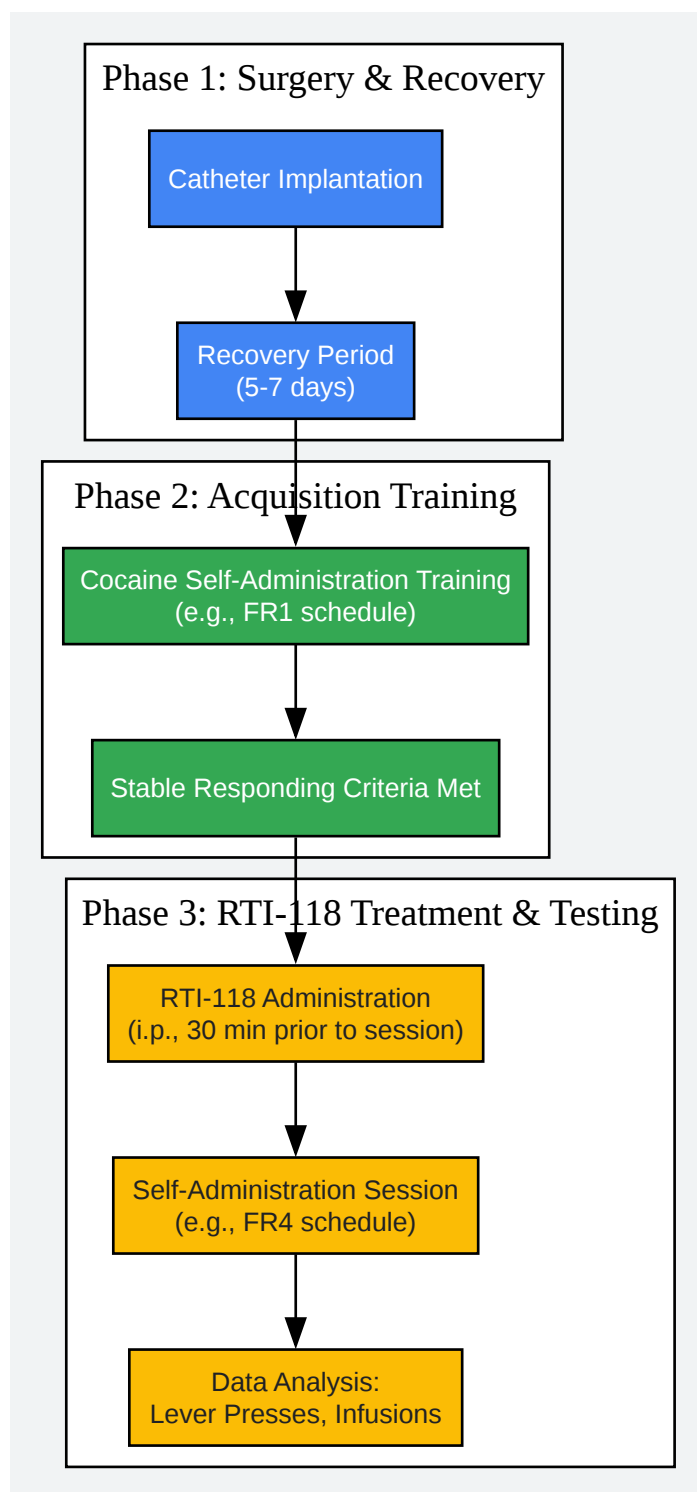 Phase 1: Surgery & Recovery
Catheter Implantation
Recovery Period
(5-7 days)
Phase 2: Acquisition Training
Cocaine Self-Administration Training
(e.g., FR1 schedule)
Stable Responding Criteria Met
Phase 3: RTI-118 Treatment & Testing
RTI-118 Administration
(i.p., 30 min prior to session)
Self-Administration Session
(e.g., FR4 schedule)
Data Analysis:
Lever Presses, Infusions